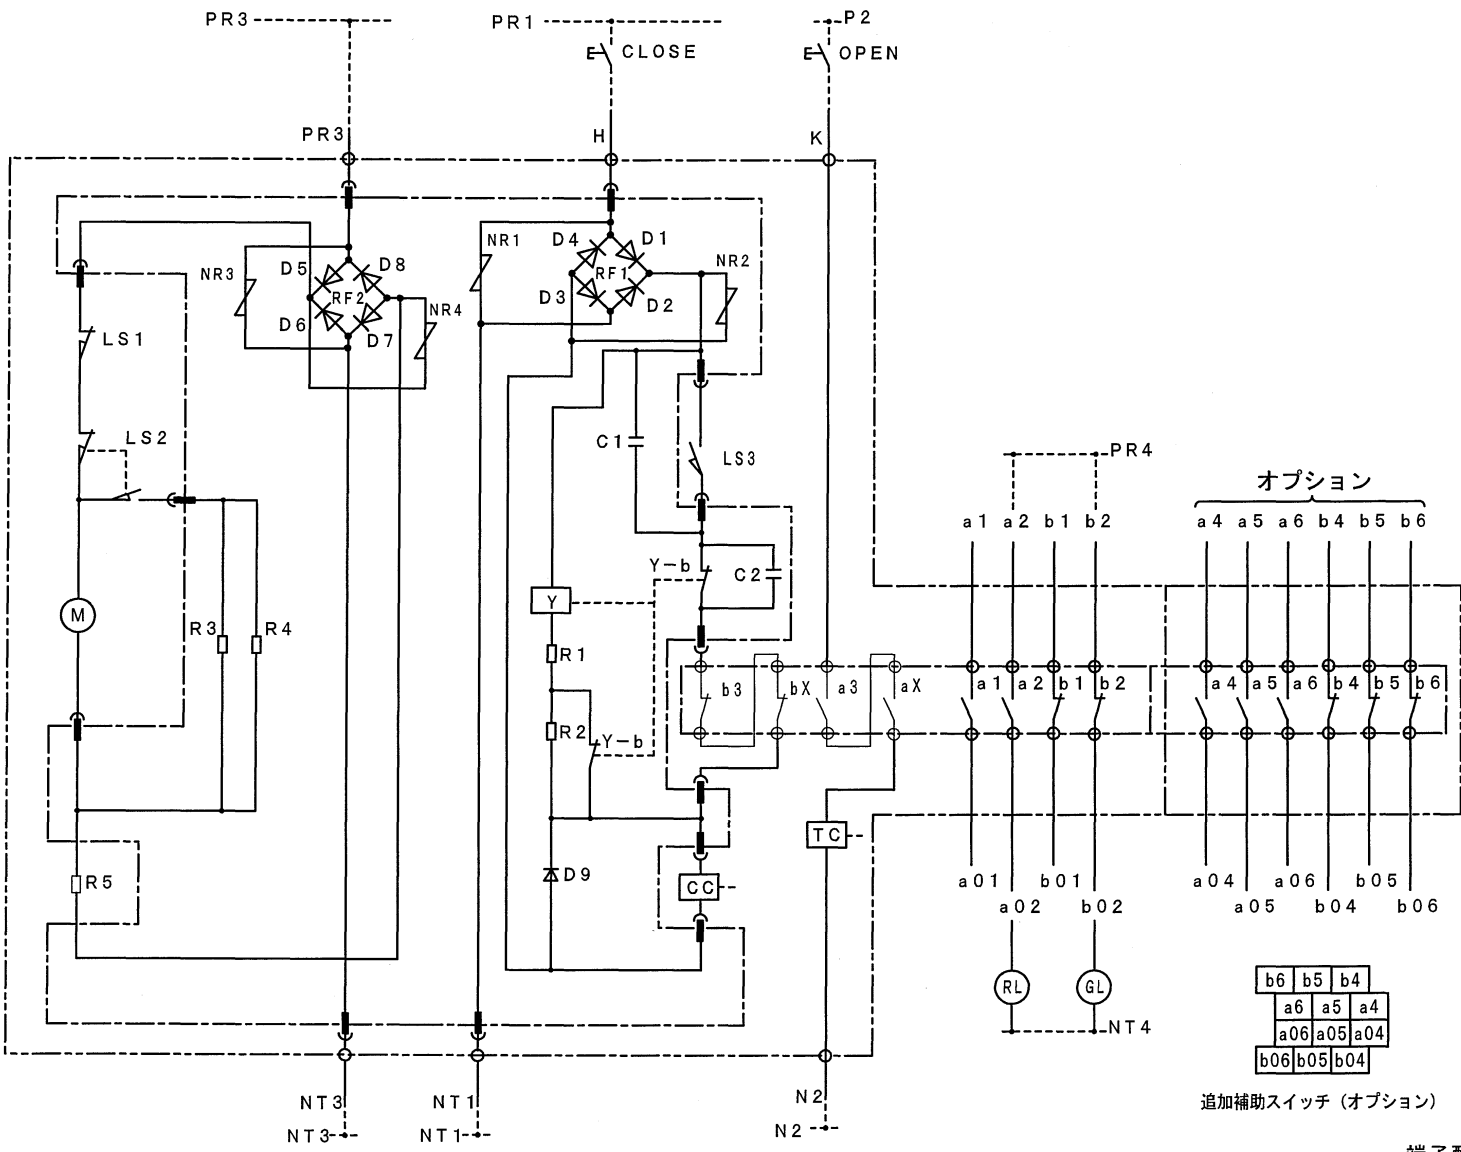 PR3
PR1
P2
CLOSE
OPEN
PR3
H
K
NR1
D4
D1
RF1
NR2
D3
D2
NR3
D5
D8
RF2
NR4
D6
D7
LS1
LS2
C1
LS3
PR4
オプション
a1 a2 b1 b2
a4 a5 a6 b4 b5 b6
Y-b
C2
Y
M
R3
R4
R1
b3 bX a3 aX a1 a2 b1 b2 a4 a5 a6 b4 b5 b6
R2
Y-b
TC
R5
D9
CC
a01 b01
a02 b02
a04 a06 b05
a05 b04 b06
RL
GL
NT4
b6 b5 b4
a6 a5 a4
a06 a05 a04
b06 b05 b04
追加補助スイッチ(オプション)
NT3
NT1
N2
NT3
NT1
N2